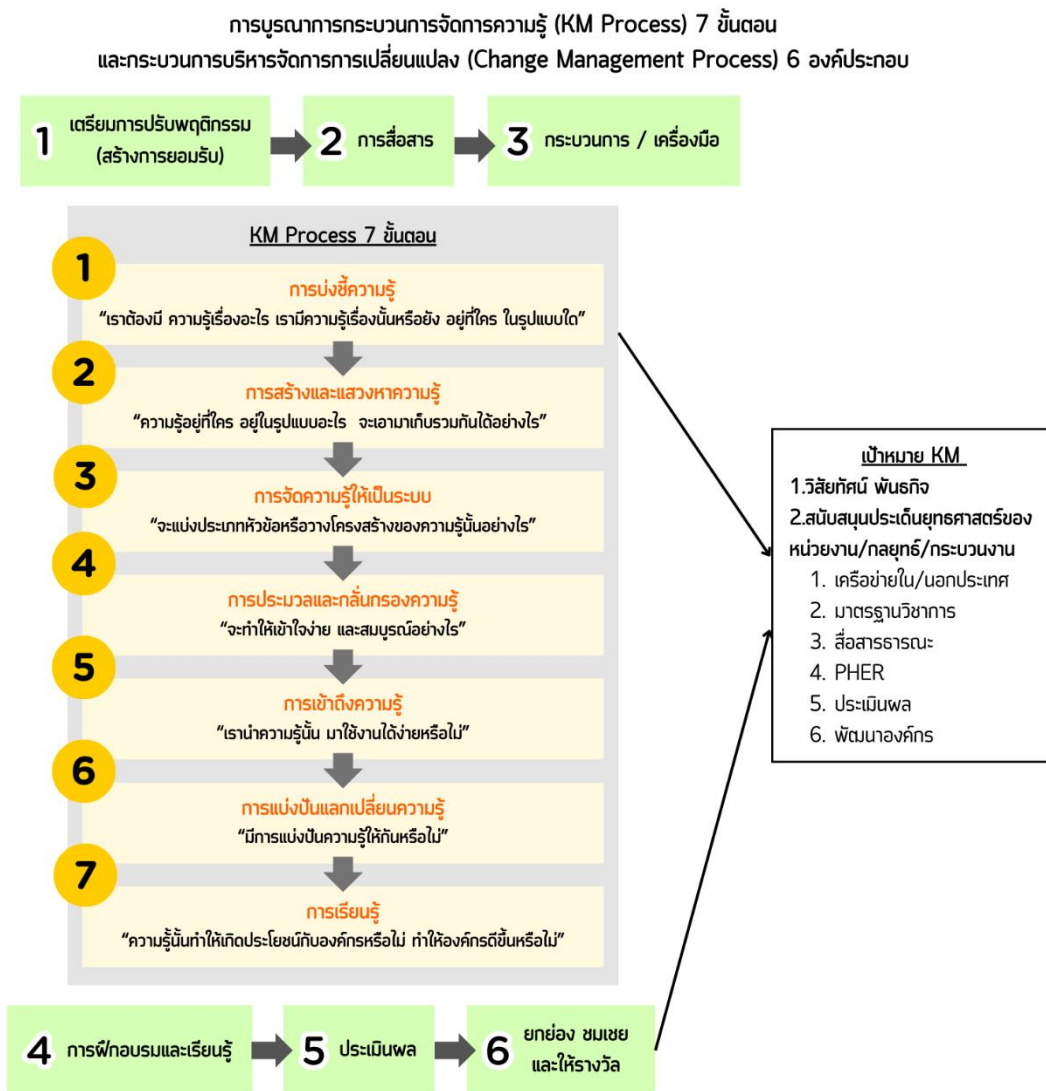 การบูรณาการกระบวนการจัดการความรู้ (KM Process) 7 ขั้นตอน
และกระบวนการบริหารจัดการการเปลี่ยนแปลง (Change Management Process) 6 องค์ประกอบ
1 เตรียมการปรับพฤติกรรม
(สร้างการยอมรับ)
2 การสื่อสาร
3 กระบวนการ / เครื่องมือ
KM Process 7 ขั้นตอน
1
การบ่งชี้ความรู้
“เราต้องมี ความรู้เรื่องอะไร เรามีความรู้เรื่องนั้นหรือยัง อยู่ที่ใคร ในรูปแบบใด”
2
การสร้างและแสวงหาความรู้
“ความรู้อยู่ที่ใคร อยู่ในรูปแบบอะไร จะเอามาเก็บรวมกันได้อย่างไร”
3
การจัดความรู้ให้เป็นระบบ
“จะแบ่งประเภทหัวข้อหรือวางโครงสร้างของความรู้นั้นอย่างไร”
4
การประมวลและกลั่นกรองความรู้
“จะทำให้เข้าใจง่าย และสมบูรณ์อย่างไร”
5
การเข้าถึงความรู้
“เรานำความรู้นั้น มาใช้งานได้ง่ายหรือไม่”
6
การแบ่งปันแลกเปลี่ยนความรู้
“มีการแบ่งปันความรู้ให้กันหรือไม่”
7
การเรียนรู้
“ความรู้นั้นทำให้เกิดประโยชน์กับองค์กรหรือไม่ ทำให้องค์กรดีขึ้นหรือไม่”
เป้าหมาย KM
1.วิสัยทัศน์ พันธกิจ
2.สนับสนุนประเด็นยุทธศาสตร์ของ
หน่วยงาน/กลยุทธ์/กระบวนงาน
1. เครือข่ายใน/นอกประเทศ
2. มาตรฐานวิชาการ
3. สื่อสารธารณะ
4. PHER
5. ประเมินผล
6. พัฒนาองค์กร
4 การฝึกอบรมและเรียนรู้
5 ประเมินผล
6 ยกย่อง ชมเชย
และให้รางวัล